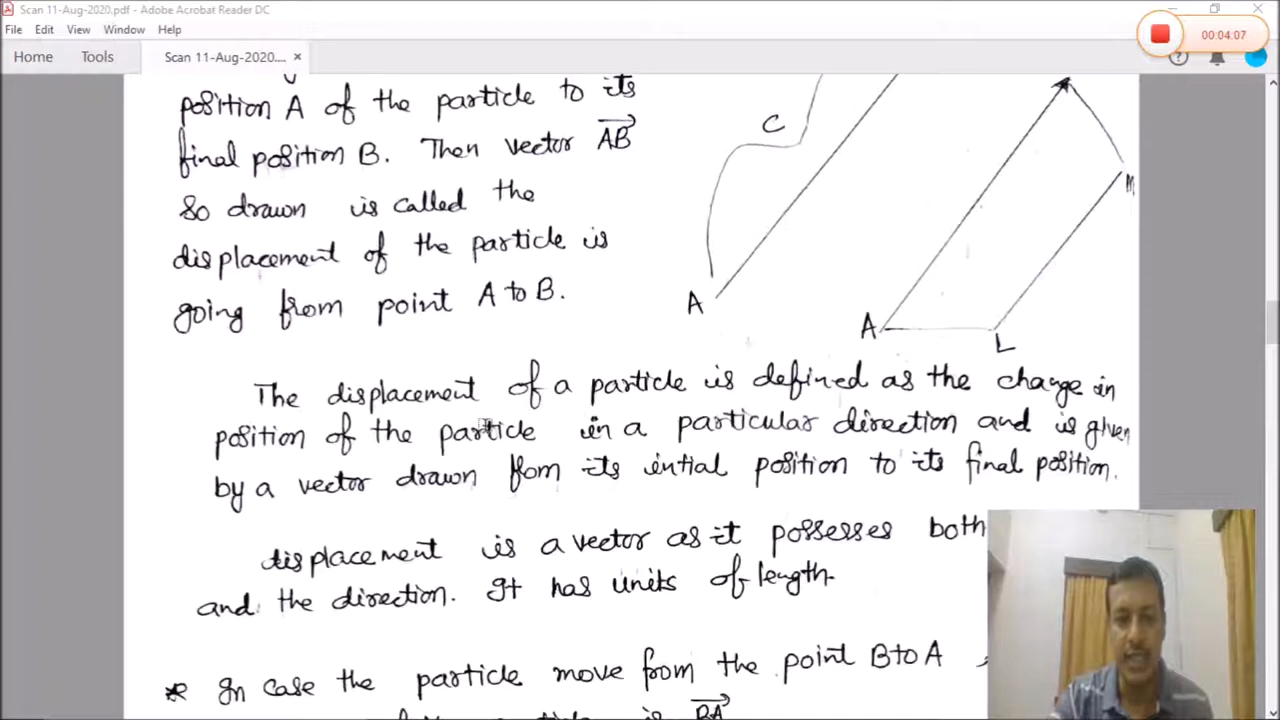 Scan 11-Aug-2020.pdf - Adobe Acrobat Reader DC
00:04:07
File Edit View Window Help
Home Tools Scan 11-Aug-2020.... ×
position A of the particle to its
final position B. Then vector AB
So drawn is called the
displacement of the particle is
going from point A to B.
C
A
M
A
L
The displacement of a particle is defined as the change in
position of the particle in a particular direction and is given
by a vector drawn from its intial position to its final position.
displacement is a vector as it possesses both
and the direction. It has units of length.
* In case the particle move from the point B to A
particle is BA